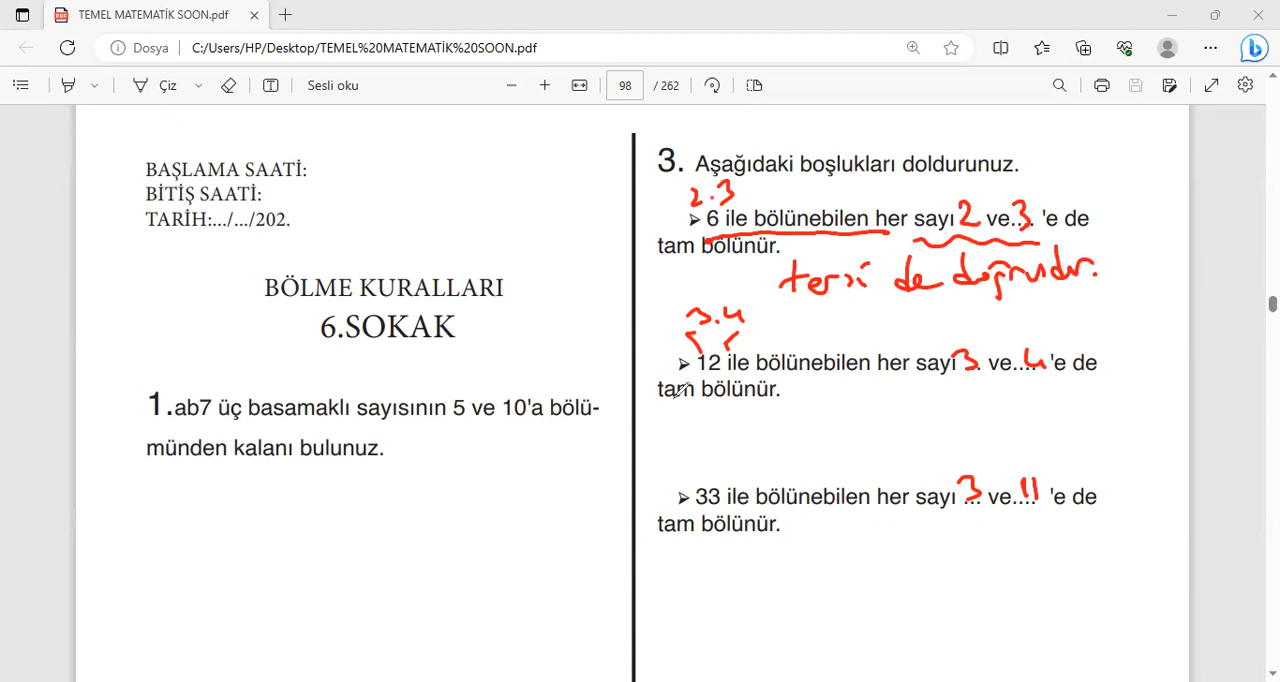 TEMEL MATEMATİK SOON.pdf
Dosya C:/Users/HP/Desktop/TEMEL%20MATEMATİK%20SOON.pdf
Çiz Sesli oku 98 / 262
BAŞLAMA SAATİ:
BİTİŞ SAATİ:
TARİH:.../.../202.
BÖLME KURALLARI
6.SOKAK
1.ab7 üç basamaklı sayısının 5 ve 10'a bölü-
münden kalanı bulunuz.
3. Aşağıdaki boşlukları doldurunuz.
2.3
➢ 6 ile bölünebilen her sayı 2 ve 3 'e de
tam bölünür.
tersi de doğrudur.
3.4
➢ 12 ile bölünebilen her sayı 3 ve 4 'e de
tam bölünür.
➢ 33 ile bölünebilen her sayı 3 ve 11 'e de
tam bölünür.